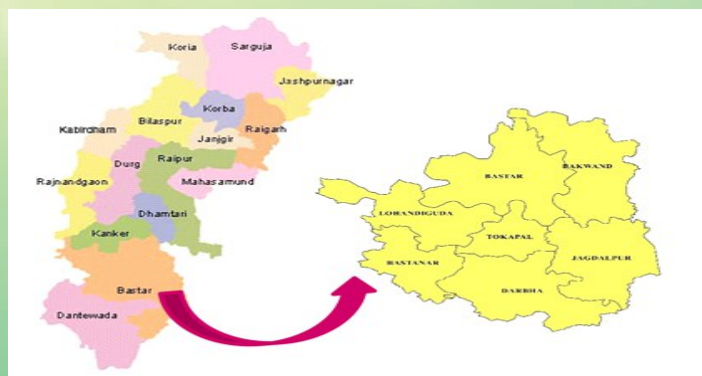 Koria
Sarguja
Jashpurnagar
Korba
Bilaspur
Kabirdham
Janjgir
Raigarh
Durg
Raipur
Rajnandgaon
Mahasamund
Dhamtari
Kanker
Bastar
Dantewada
BASTAR
BAKWAND
LOHANDIGUDA
TOKAPAL
BASTANAR
JAGDALPUR
DARBHA